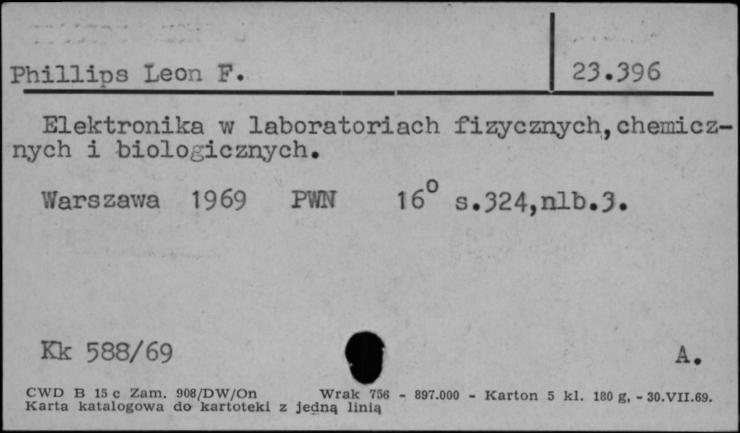 Phillips Leon F. 23.396
Elektronika w laboratoriach fizycznych, chemicz-
nych i biologicznych.
Warszawa 1969 PWN 16° s.324,nlb.3.
Kk 588/69 A.
CWD B 15 c Zam. 908/DW/On Wrak 756 - 897.000 - Karton 5 kl. 180 g, - 30.VII.69.
Karta katalogowa do kartoteki z jedną linią